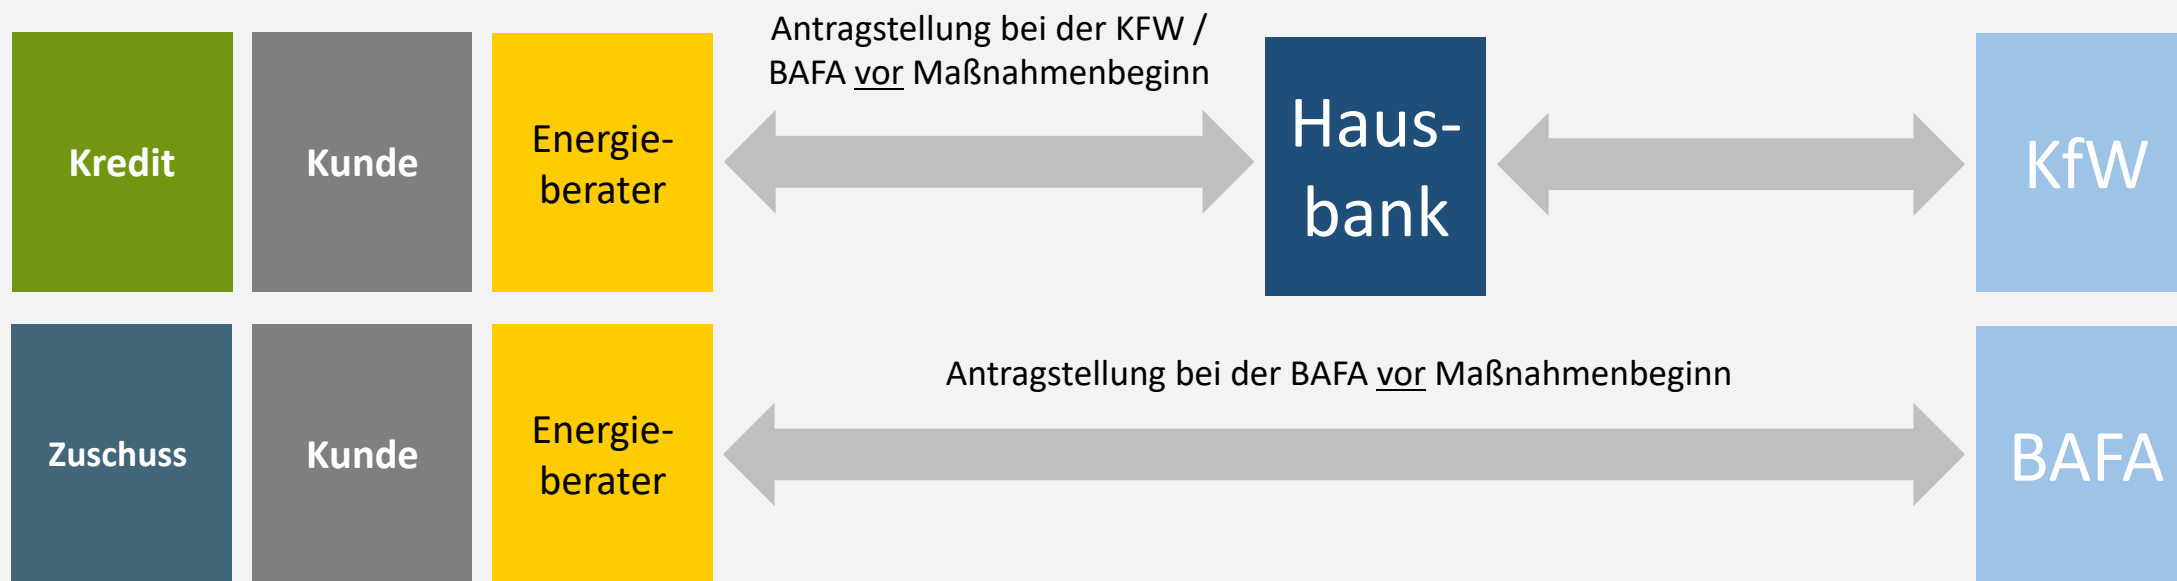 Antragstellung bei der KFW /
BAFA vor Maßnahmenbeginn
Kredit
Kunde
Energie-
berater
Haus-
bank
KfW
Antragstellung bei der BAFA vor Maßnahmenbeginn
Zuschuss
Kunde
Energie-
berater
BAFA